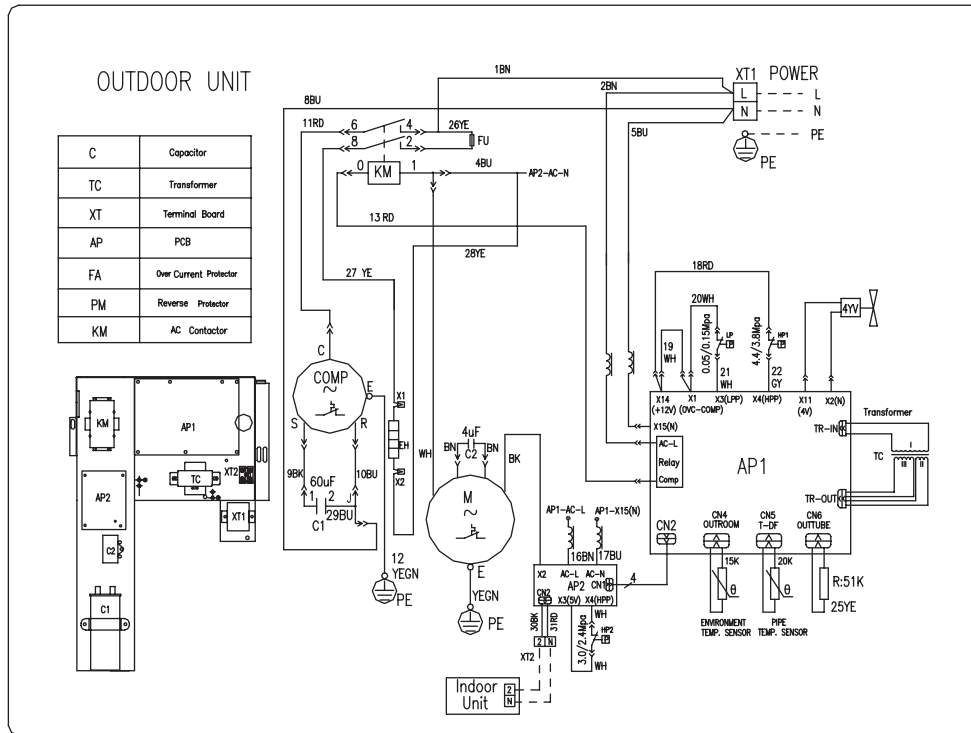 OUTDOOR UNIT
C Capacitor
TC Transformer
XT Terminal Board
AP PCB
FA Over Current Protector
PM Reverse Protector
KM AC Contactor
XT1 POWER
L L
N N
PE
PE
1BN
2BN
8BU
5BU
11RD
6 4
26YE
FU
8 2
0 KM 1
4BU
AP2-AC-N
13 RD
28YE
27 YE
18RD
20WH
19
WH
0.05/0.15Mpa
LP
P
21
WH
4.4/3.8Mpa
HP1
P
22
GY
4YV
X14
(+12V)
X1
(OVC-COMP)
X3(LPP)
X4(HPP)
X11
(4V)
X2(N)
X15(N)
AC-L
Relay
Comp
AP1
TR-IN
TR-OUT
Transformer
TC
I
III
II
CN2
CN4
OUTROOM
CN5
T-DF
CN6
OUTTUBE
15K
θ
20K
θ
R:51K
25YE
ENVIRONMENT
TEMP. SENSOR
PIPE
TEMP. SENSOR
C
COMP
~
E
S
R
X1
EH
X2
9BK
60uF
1 2
C1
29BU
10BU
J
12
YEGN
PE
WH
4uF
BN C2 BN
BK
M
~
E
YEGN
PE
AP1-AC-L
AP1-X15(N)
16BN
17BU
4
X2
AC-L
AC-N
AP2
CN1
CN2
X3(5V)
X4(HPP)
WH
3.0/2.4Mpa
HP2
P
WH
30BK
31RD
XT2
2 N
Indoor
Unit
2
N
KM
AP1
AP2
TC
XT2
XT1
C2
C1